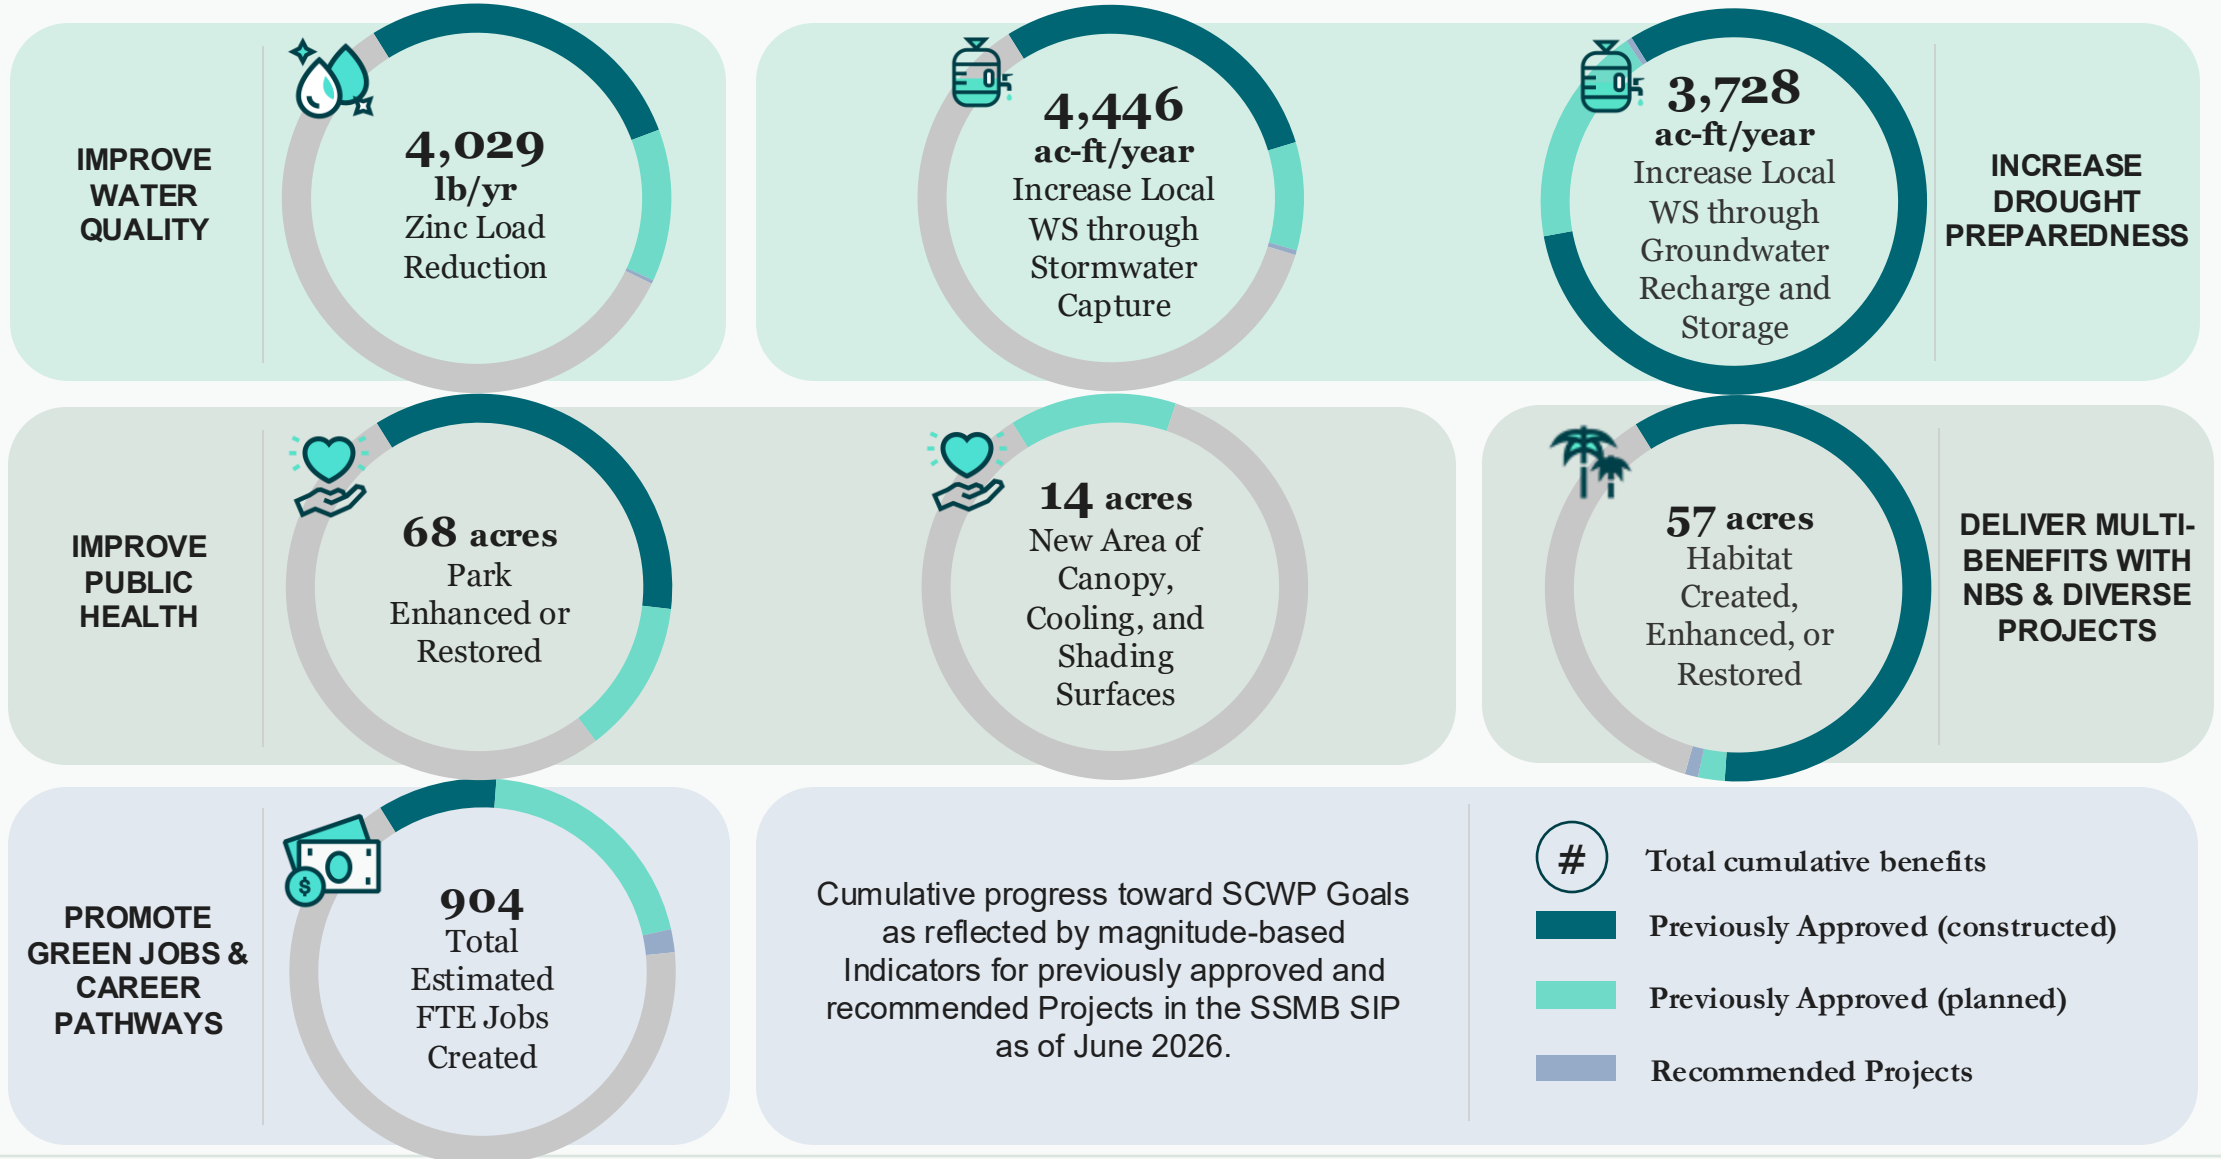 IMPROVE
WATER
QUALITY
4,029
lb/yr
Zinc Load
Reduction
4,446
ac-ft/year
Increase Local
WS through
Stormwater
Capture
3,728
ac-ft/year
Increase Local
WS through
Groundwater
Recharge and
Storage
INCREASE
DROUGHT
PREPAREDNESS
IMPROVE
PUBLIC
HEALTH
68 acres
Park
Enhanced or
Restored
14 acres
New Area of
Canopy,
Cooling, and
Shading
Surfaces
57 acres
Habitat
Created,
Enhanced, or
Restored
DELIVER MULTI-
BENEFITS WITH
NBS & DIVERSE
PROJECTS
PROMOTE
GREEN JOBS &
CAREER
PATHWAYS
$
904
Total
Estimated
FTE Jobs
Created
Cumulative progress toward SCWP Goals
as reflected by magnitude-based
Indicators for previously approved and
recommended Projects in the SSMB SIP
as of June 2026.
# Total cumulative benefits
Previously Approved (constructed)
Previously Approved (planned)
Recommended Projects